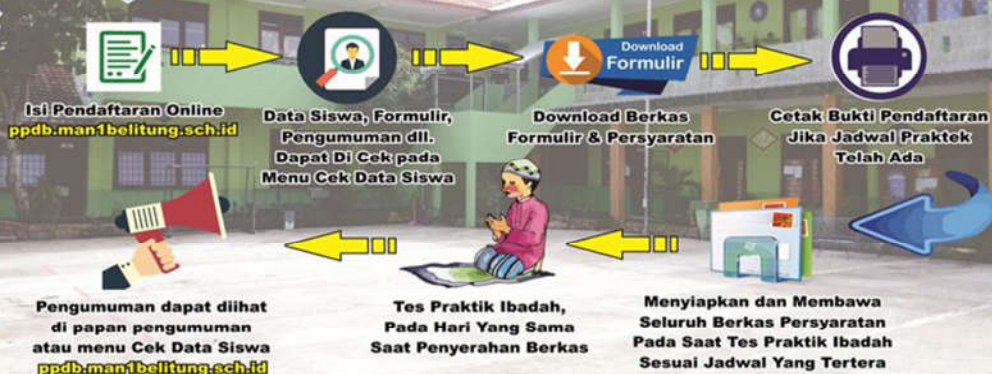 Isi Pendaftaran Online
ppdb.man1belitung.sch.id
Data Siswa, Formulir,
Pengumuman dll.
Dapat Di Cek pada
Menu Cek Data Siswa
Download
Formulir
Download Berkas
Formulir & Persyaratan
Cetak Bukti Pendaftaran
Jika Jadwal Praktek
Telah Ada
Menyiapkan dan Membawa
Seluruh Berkas Persyaratan
Pada Saat Tes Praktik Ibadah
Sesuai Jadwal Yang Tertera
Tes Praktik Ibadah,
Pada Hari Yang Sama
Saat Penyerahan Berkas
Pengumuman dapat diihat
di papan pengumuman
atau menu Cek Data Siswa
ppdb.man1belitung.sch.id